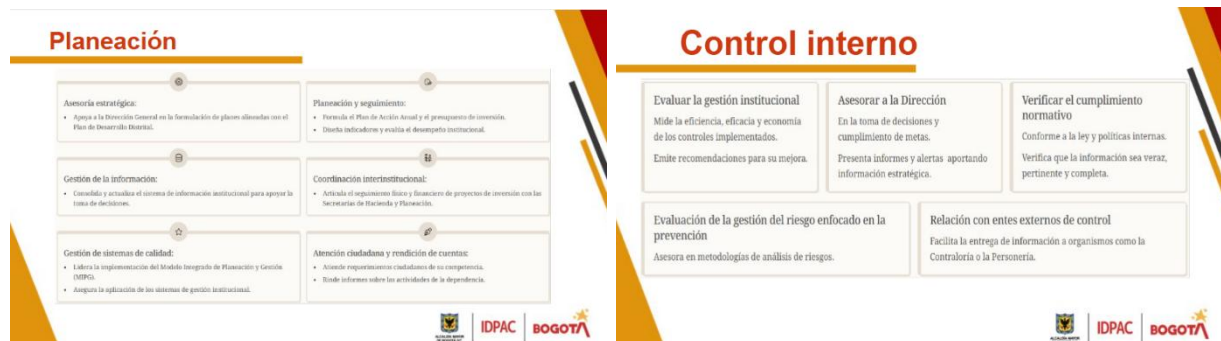 Planeación
Asesoría estratégica:
• Apoya a la Dirección General en la formulación de planes alineados con el
Plan de Desarrollo Distrital.
Planeación y seguimiento:
• Formula el Plan de Acción Anual y el presupuesto de inversión.
• Diseña indicadores y evalúa el desempeño institucional.
Gestión de la información:
• Consolida y actualiza el sistema de información institucional para apoyar la
toma de decisiones.
Coordinación interinstitucional:
• Articula el seguimiento físico y financiero de proyectos de inversión con las
Secretarías de Hacienda y Planeación.
Gestión de sistemas de calidad:
• Lidera la implementación del Modelo Integrado de Planeación y Gestión
(MIPG).
• Asegura la aplicación de los sistemas de gestión institucional.
Atención ciudadana y rendición de cuentas:
• Atiende requerimientos ciudadanos de su competencia.
• Rinde informes sobre las actividades de la dependencia.
ALCALDÍA MAYOR
IDPAC
BOGOTÁ
Control interno
Evaluar la gestión institucional
Mide la eficiencia, eficacia y economía
de los controles implementados.
Emite recomendaciones para su mejora.
Asesorar a la Dirección
En la toma de decisiones y
cumplimiento de metas.
Presenta informes y alertas aportando
información estratégica.
Verificar el cumplimiento
normativo
Conforme a la ley y políticas internas.
Verifica que la información sea veraz,
pertinente y completa.
Evaluación de la gestión del riesgo enfocado en la
prevención
Asesora en metodologías de análisis de riesgos.
Relación con entes externos de control
Facilita la entrega de información a organismos como la
Contraloría o la Personería.
ALCALDÍA MAYOR
IDPAC
BOGOTÁ